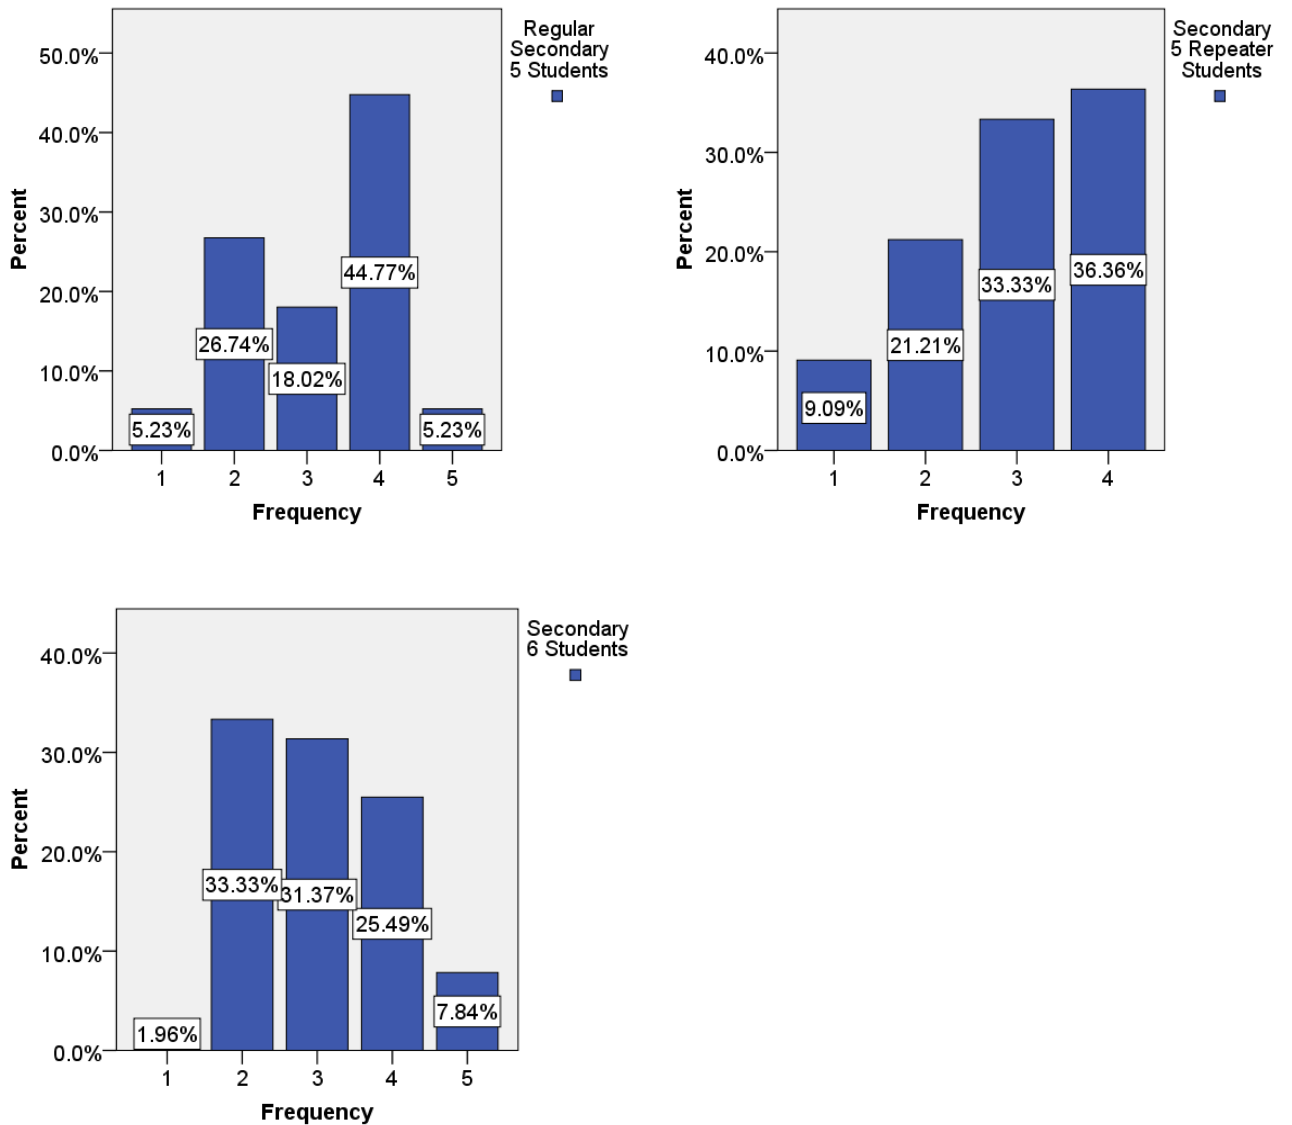 Regular
Secondary
5 Students
50.0%
40.0%
30.0%
20.0%
10.0%
0.0%
Percent
5.23%
26.74%
18.02%
44.77%
5.23%
1 2 3 4 5
Frequency
Secondary
5 Repeater
Students
40.0%
30.0%
20.0%
10.0%
0.0%
Percent
9.09%
21.21%
33.33%
36.36%
1 2 3 4
Frequency
Secondary
6 Students
40.0%
30.0%
20.0%
10.0%
0.0%
Percent
1.96%
33.33%
31.37%
25.49%
7.84%
1 2 3 4 5
Frequency